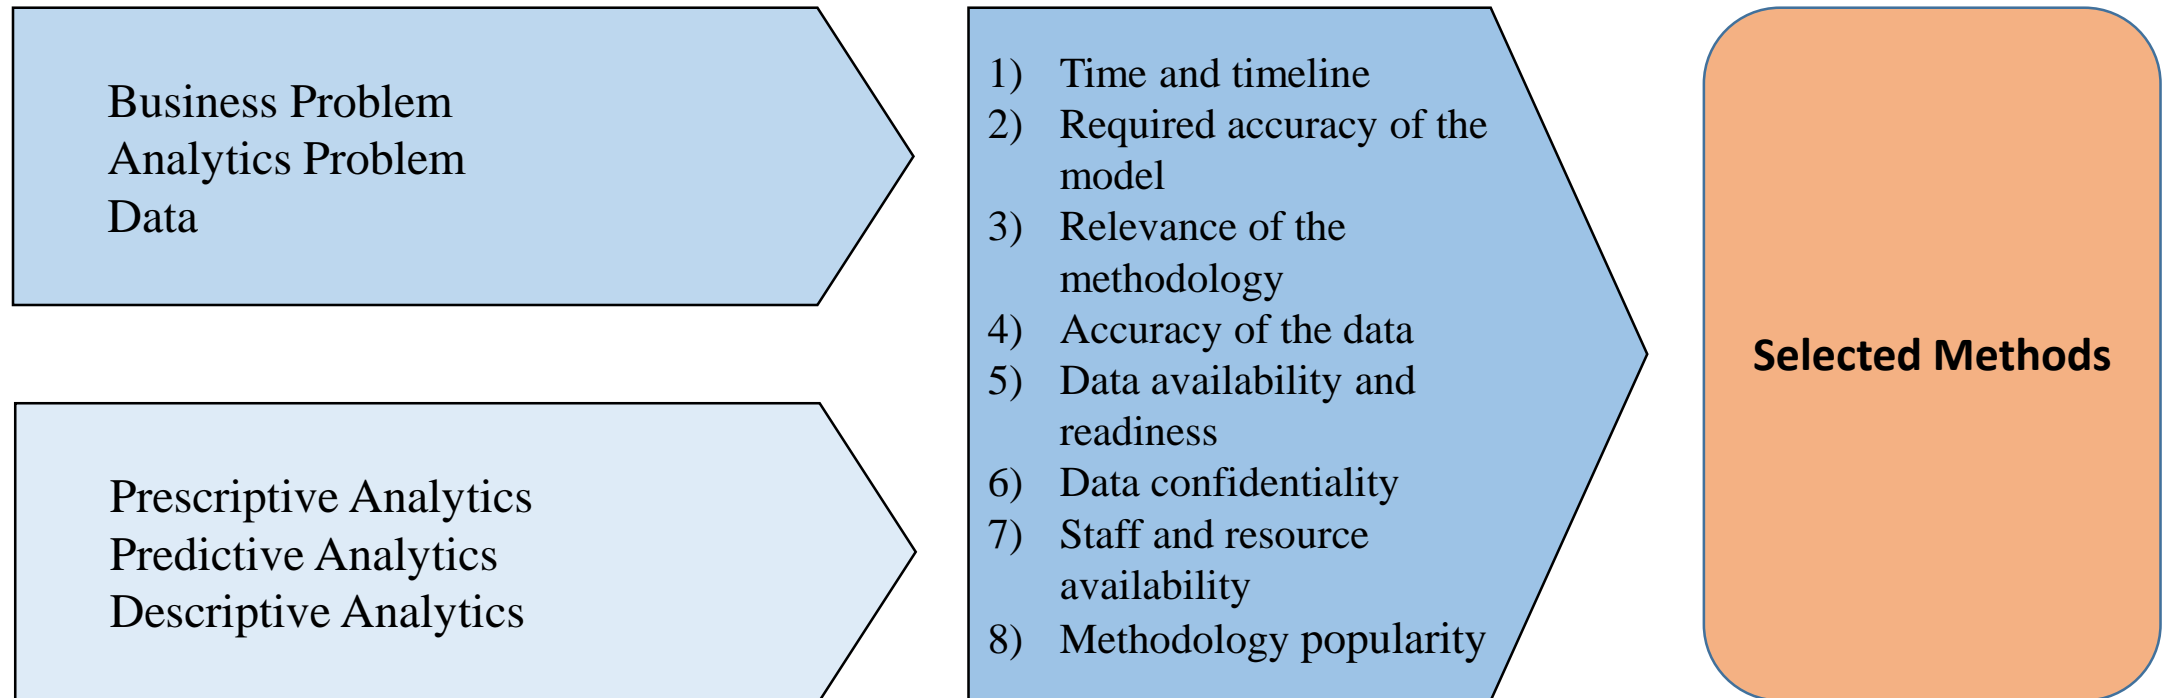 Business Problem
Analytics Problem
Data
Prescriptive Analytics
Predictive Analytics
Descriptive Analytics
1) Time and timeline
2) Required accuracy of the
model
3) Relevance of the
methodology
4) Accuracy of the data
5) Data availability and
readiness
6) Data confidentiality
7) Staff and resource
availability
8) Methodology popularity
Selected Methods